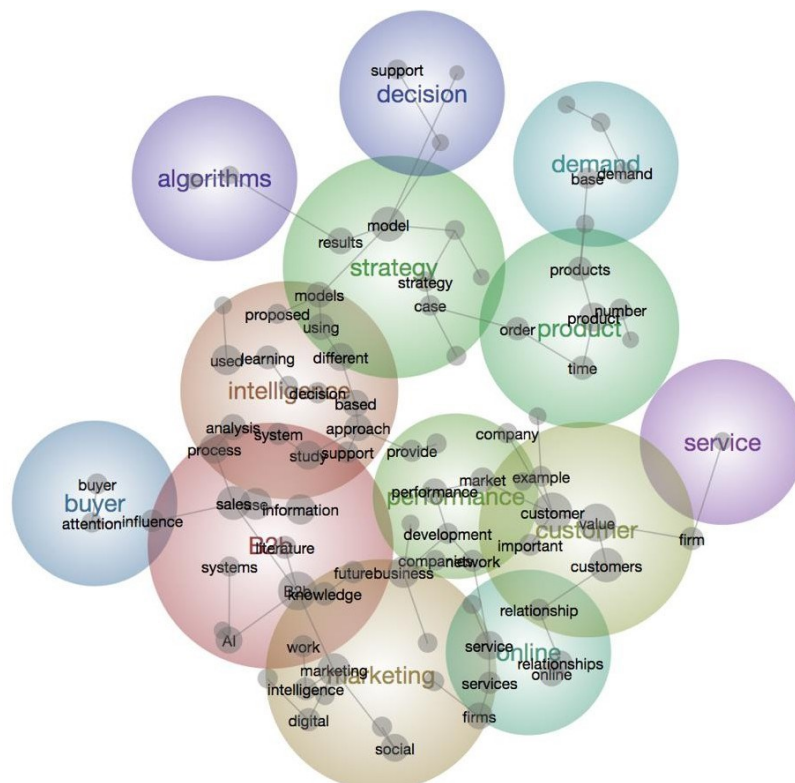 support
decision
demand
demand
base
algorithms
model
results
strategy
strategy
products
models
case
proposed
using
number
product
product
order
learning
different
used
time
intelligence
decision
based
analysis
system
approach
company
process
study
support
provide
service
market
example
buyer
performance
performance
buyer
attention
influence
sales
information
customer
value
customer
development
firm
B2b
literature
important
companies
network
systems
future
business
customers
B2b
knowledge
relationship
AI
work
service
online
marketing
marketing
relationships
online
intelligence
services
digital
firms
social